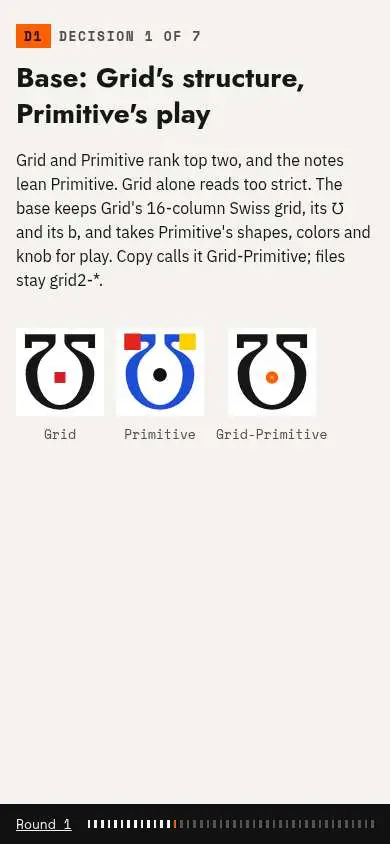 D1 DECISION 1 OF 7
Base: Grid's structure,
Primitive's play
Grid and Primitive rank top two, and the notes
lean Primitive. Grid alone reads too strict. The
base keeps Grid's 16-column Swiss grid, its ℧
and its b, and takes Primitive's shapes, colors and
knob for play. Copy calls it Grid-Primitive; files
stay grid2-*.
Grid Primitive Grid-Primitive
Round 1